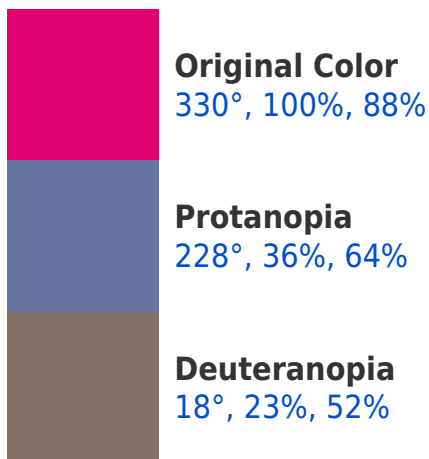 Original Color
330°, 100%, 88%
Protanopia
228°, 36%, 64%
Deuteranopia
18°, 23%, 52%